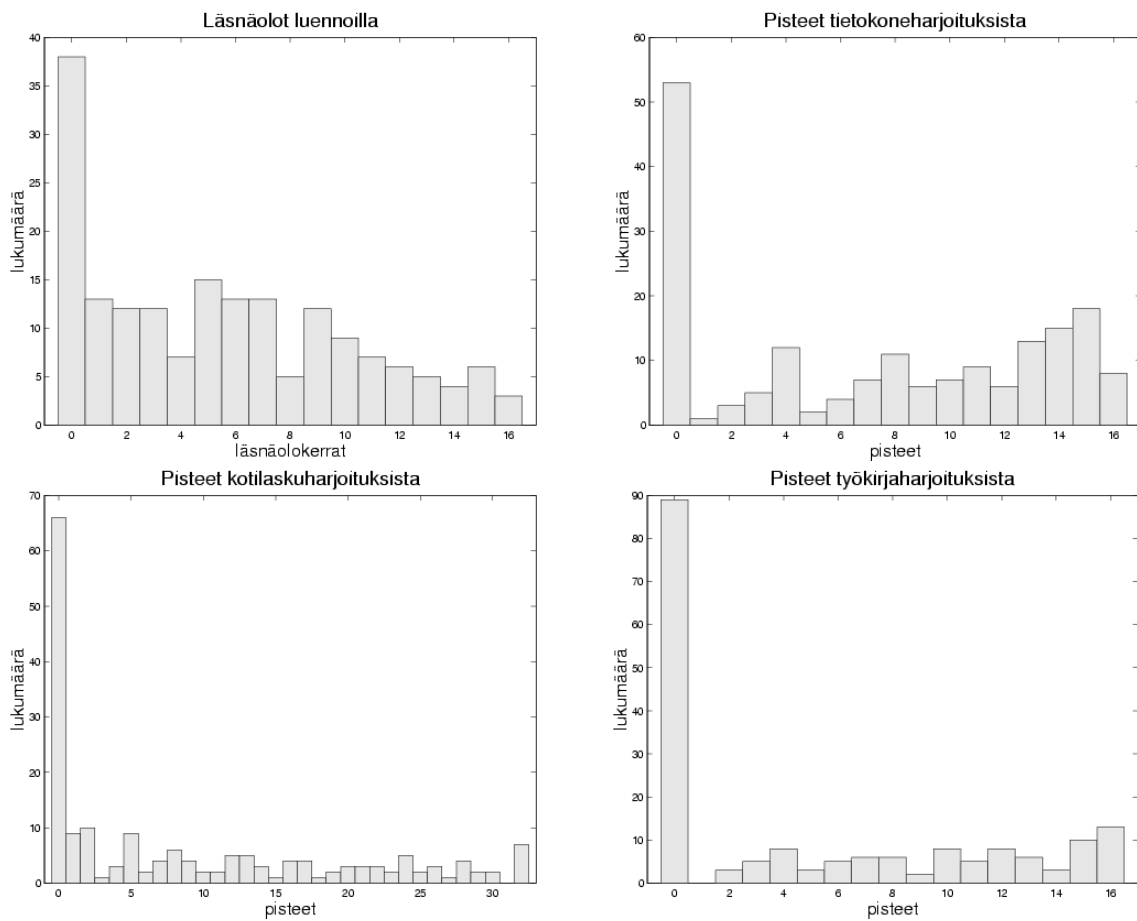 Läsnäolot luennoilla
40
35
30
25
20
15
10
5
0
lukumäärä
0 2 4 6 8 10 12 14 16
läsnäolokerrat
Pisteet tietokoneharjoituksista
60
50
40
30
20
10
0
lukumäärä
0 2 4 6 8 10 12 14 16
pisteet
Pisteet kotilaskuharjoituksista
70
60
50
40
30
20
10
0
lukumäärä
0 5 10 15 20 25 30
pisteet
Pisteet työkirjaharjoituksista
90
80
70
60
50
40
30
20
10
0
lukumäärä
0 2 4 6 8 10 12 14 16
pisteet